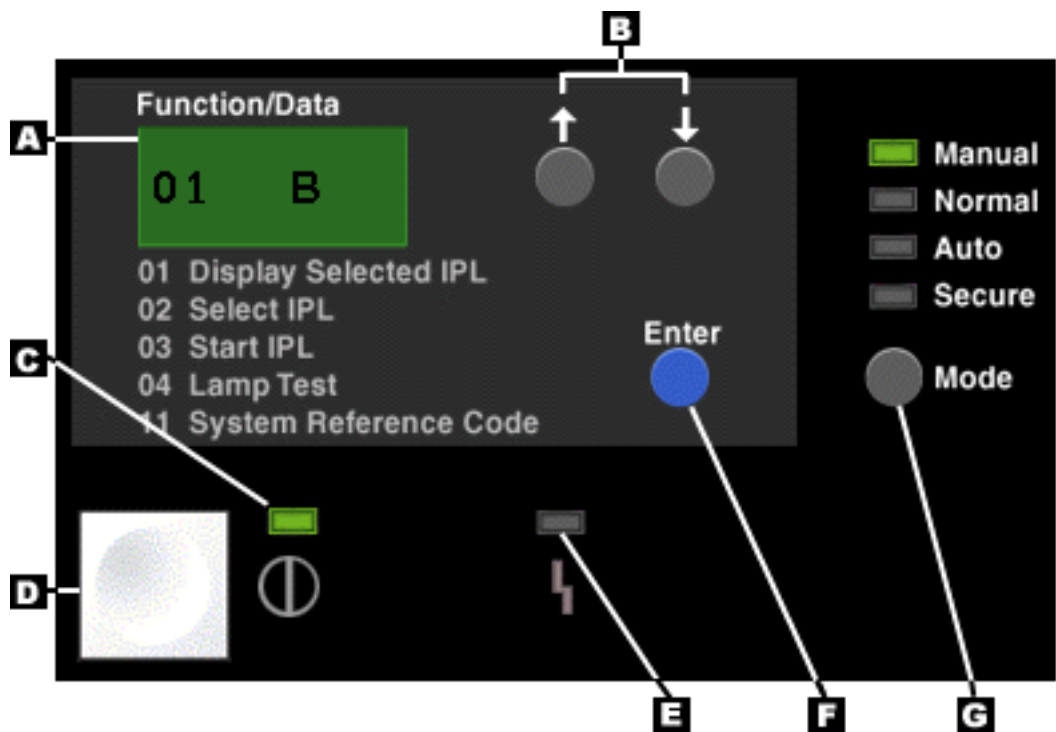 B
Function/Data
A
01 B
Manual
Normal
Auto
Secure
01 Display Selected IPL
02 Select IPL
03 Start IPL
04 Lamp Test
11 System Reference Code
Enter
C
Mode
D
E
F
G